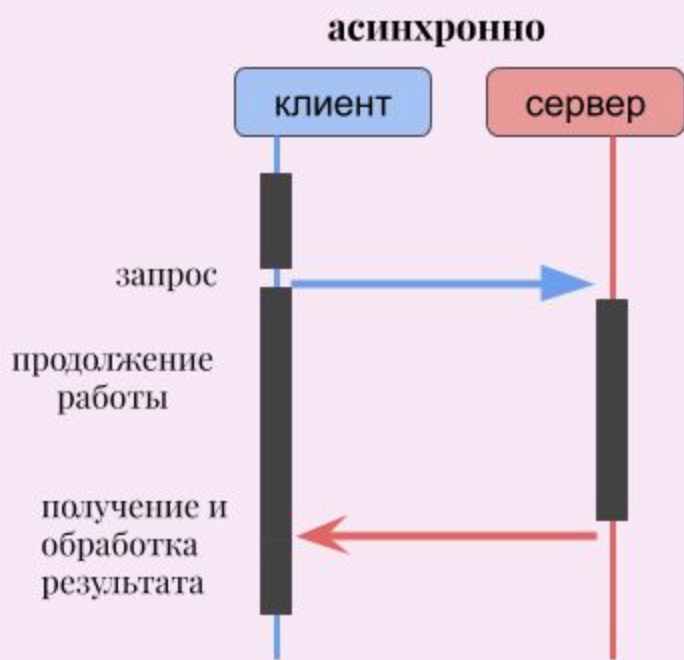 асинхронно
клиент
сервер
запрос
продолжение
работы
получение и
обработка
результата